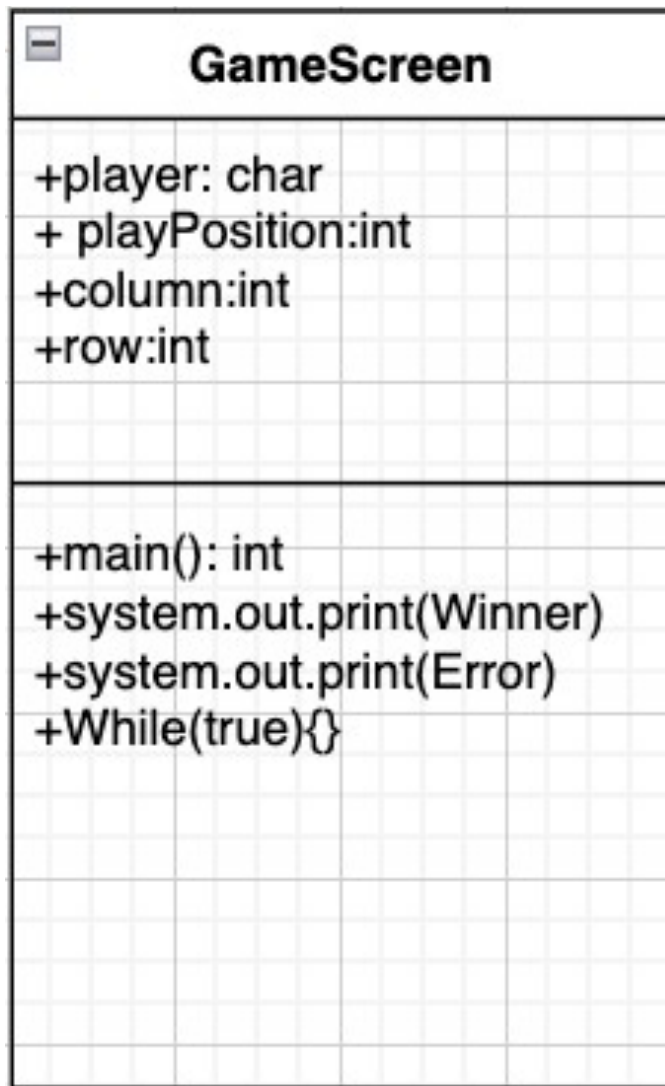 GameScreen
+player: char
+ playPosition:int
+column:int
+row:int
+main(): int
+system.out.print(Winner)
+system.out.print(Error)
+While(true){}